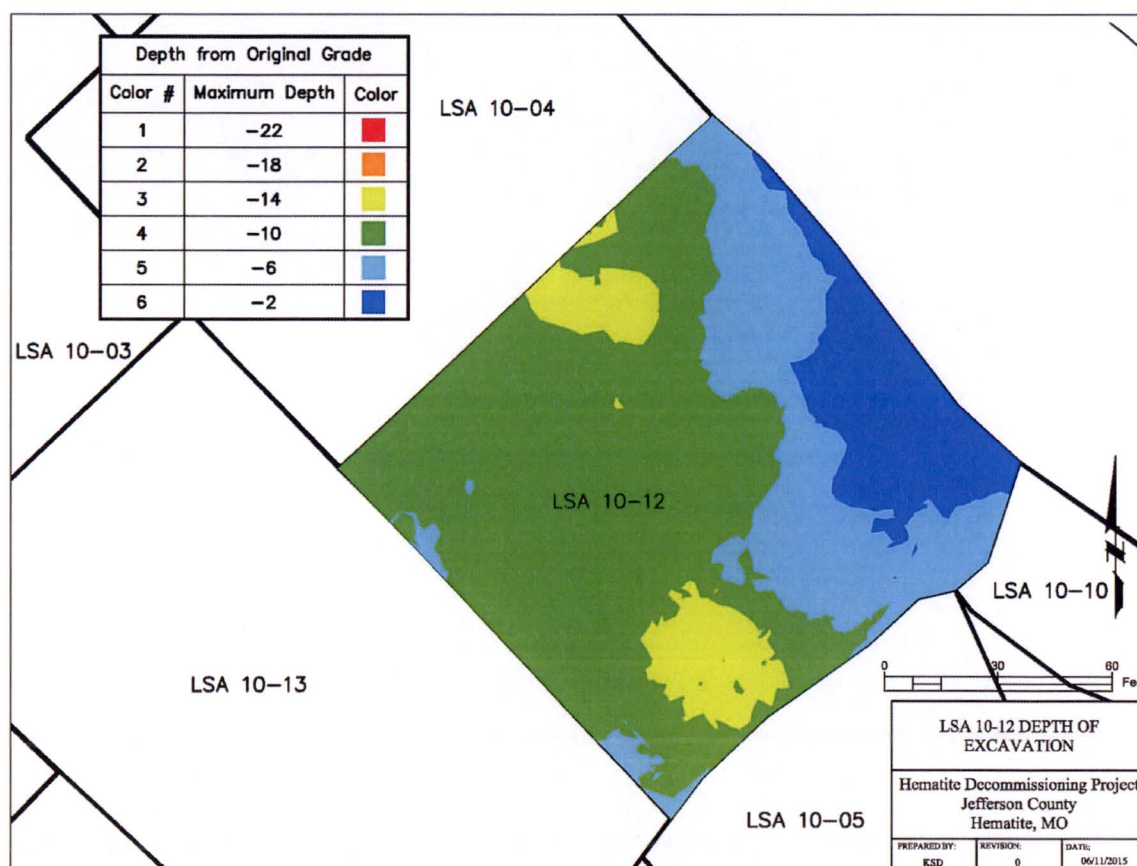 Depth from Original Grade
Color # Maximum Depth Color
1 -22
2 -18
3 -14
4 -10
5 -6
6 -2
LSA 10-04
LSA 10-03
LSA 10-12
LSA 10-10
LSA 10-13
LSA 10-05
N
0 30 60
Fe
LSA 10-12 DEPTH OF
EXCAVATION
Hematite Decommissioning Project
Jefferson County
Hematite, MO
PREPARED BY: REVISION: DATE:
KSD 0 06/11/2015